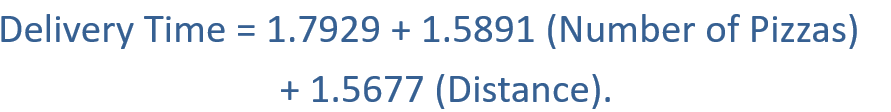 Delivery Time = 1.7929 + 1.5891 (Number of Pizzas)
+ 1.5677 (Distance).